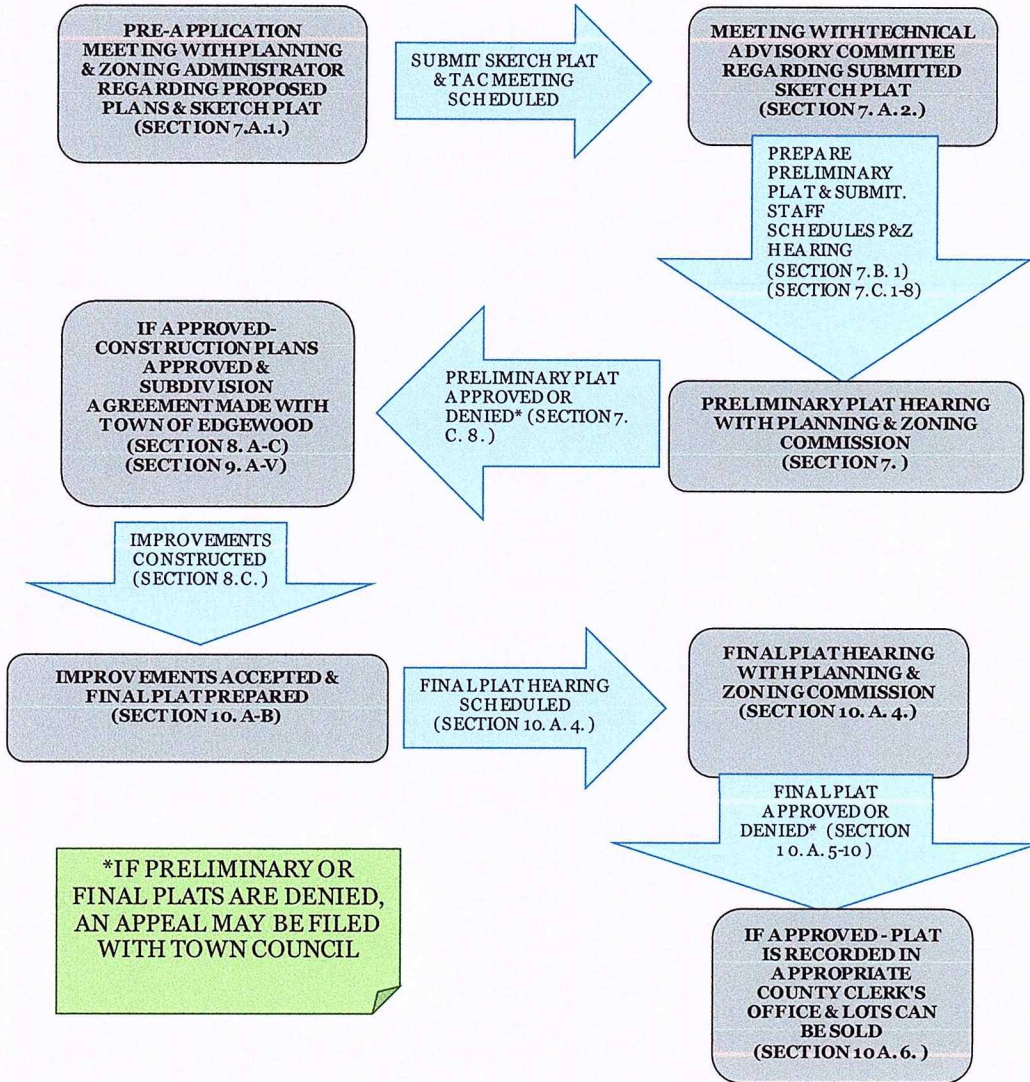 PRE-APPLICATION
MEETING WITH PLANNING
& ZONING ADMINISTRATOR
REGARDING PROPOSED
PLANS & SKETCH PLAT
(SECTION 7.A.1.)
SUBMIT SKETCH PLAT
& TAC MEETING
SCHEDULED
MEETING WITH TECHNICAL
ADVISORY COMMITTEE
REGARDING SUBMITTED
SKETCH PLAT
(SECTION 7. A. 2.)
PREPARE
PRELIMINARY
PLAT & SUBMIT.
STAFF
SCHEDULES P&Z
HEARING
(SECTION 7. B. 1)
(SECTION 7. C. 1-8)
PRELIMINARY PLAT HEARING
WITH PLANNING & ZONING
COMMISSION
(SECTION 7. )
PRELIMINARY PLAT
APPROVED OR
DENIED* (SECTION 7.
C. 8. )
IF APPROVED-
CONSTRUCTION PLANS
APPROVED &
SUBDIVISION
AGREEMENT MADE WITH
TOWN OF EDGEWOOD
(SECTION 8. A-C)
(SECTION 9. A-V)
IMPROVEMENTS
CONSTRUCTED
(SECTION 8. C. )
IMPROVEMENTS ACCEPTED &
FINAL PLAT PREPARED
(SECTION 10. A-B)
FINAL PLAT HEARING
SCHEDULED
(SECTION 10. A. 4. )
FINAL PLAT HEARING
WITH PLANNING &
ZONING COMMISSION
(SECTION 10. A. 4.)
FINAL PLAT
APPROVED OR
DENIED* (SECTION
10. A. 5-10 )
IF APPROVED - PLAT
IS RECORDED IN
APPROPRIATE
COUNTY CLERK'S
OFFICE & LOTS CAN
BE SOLD
(SECTION 10 A. 6. )
*IF PRELIMINARY OR
FINAL PLATS ARE DENIED,
AN APPEAL MAY BE FILED
WITH TOWN COUNCIL